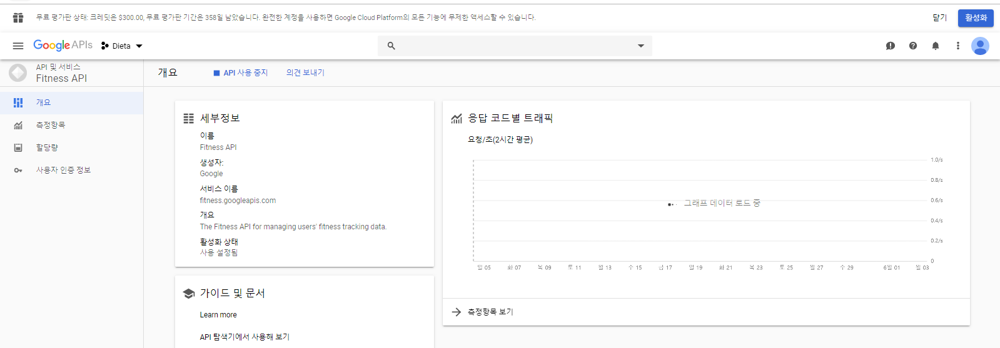 무료 평가판 상태: 크레딧은 $300.00, 무료 평가판 기간은 358일 남았습니다. 완전한 계정을 사용하면 Google Cloud Platform의 모든 기능에 무제한 액세스할 수 있습니다.
닫기
활성화
Google APIs
Dieta
API 및 서비스
Fitness API
개요
API 사용 중지
의견 보내기
개요
측정항목
할당량
사용자 인증 정보
세부정보
이름
Fitness API
생성자:
Google
서비스 이름
fitness.googleapis.com
개요
The Fitness API for managing users' fitness tracking data.
활성화 상태
사용 설정됨
가이드 및 문서
Learn more
API 탐색기에서 사용해 보기
응답 코드별 트래픽
요청/초(2시간 평균)
1.0/s
0.8/s
0.6/s
0.4/s
0.2/s
0
그래프 데이터 로드 중
일 05 화 07 목 09 토 11 월 13 수 15 금 17 일 19 화 21 목 23 토 25 월 27 수 29 6월 01 월 03
측정항목 보기